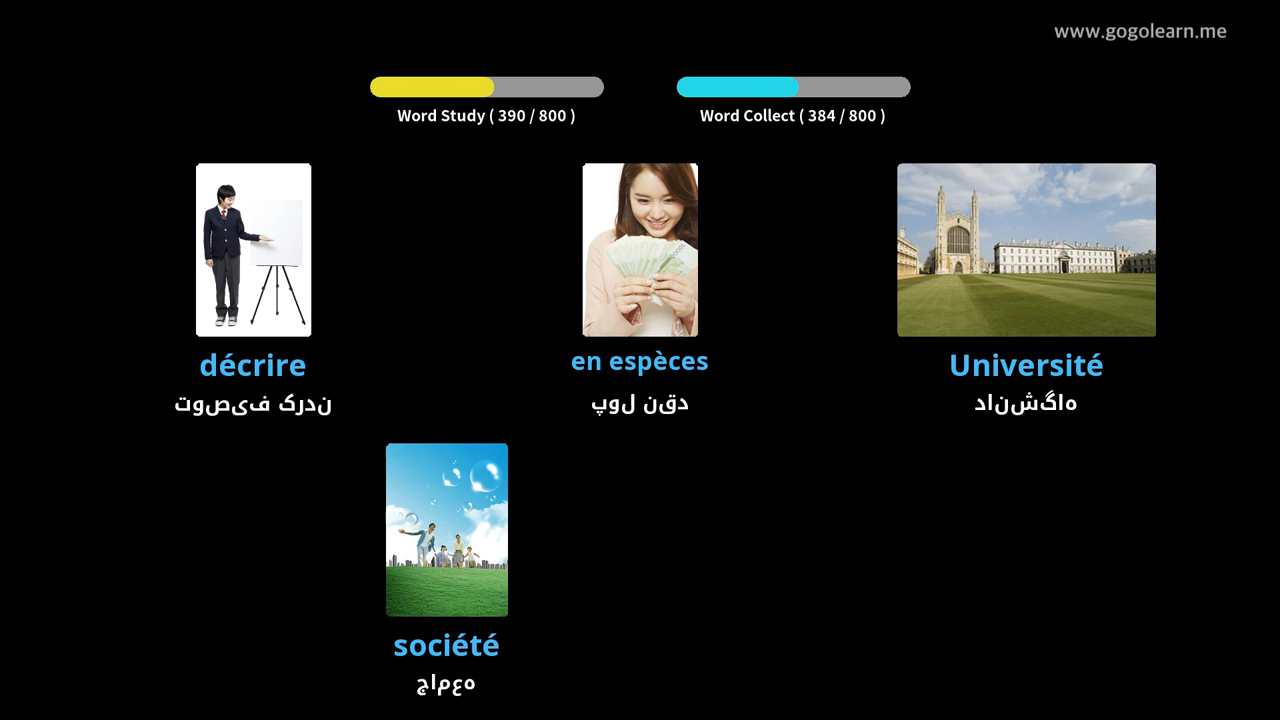 www.gogolearn.me
Word Study ( 390 / 800 )
Word Collect ( 384 / 800 )
décrire
ندرک فیصوت
en espèces
دقن لوپ
Université
هاگشناد
société
هعماج